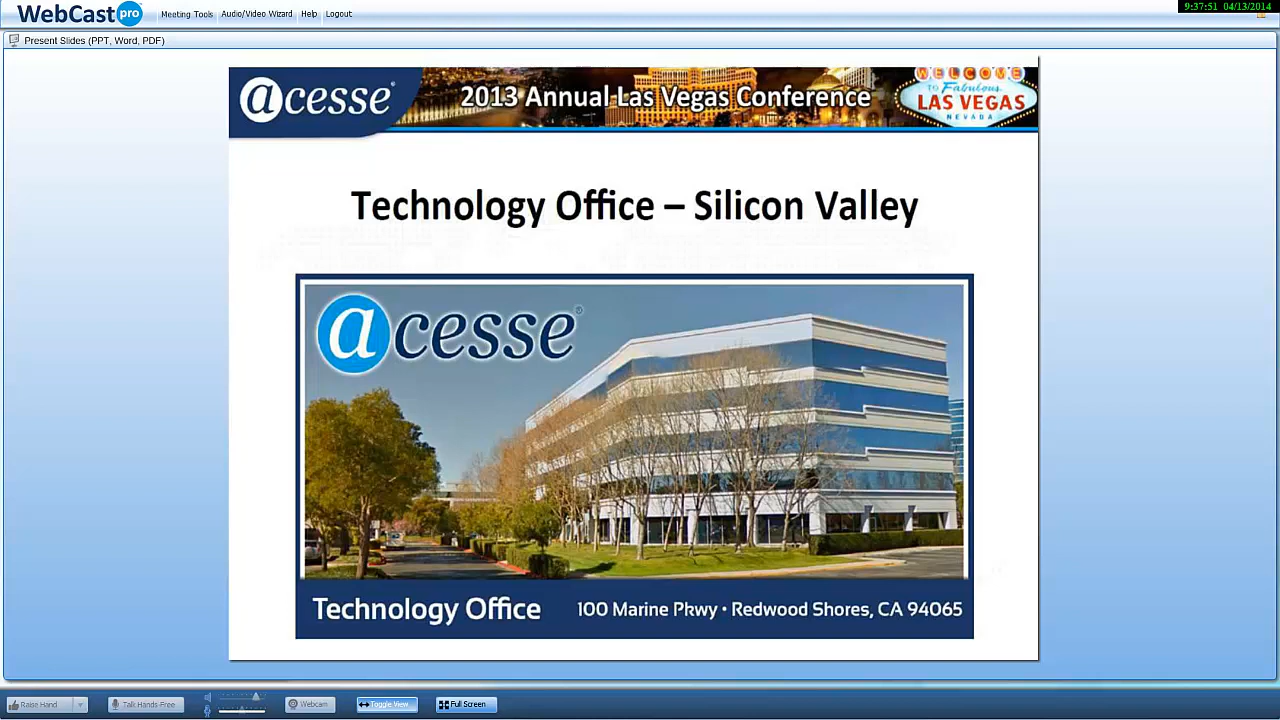 9:37:51 04/13/2014
WebCast pro Meeting Tools Audio/Video Wizard Help Logout
Present Slides (PPT, Word, PDF)
acesse® 2013 Annual Las Vegas Conference
WELCOME
TO Fabulous
LAS VEGAS
NEVADA
Technology Office – Silicon Valley
acesse®
Technology Office 100 Marine Pkwy • Redwood Shores, CA 94065
Raise Hand Talk Hands-Free Webcam Toggle View Full Screen